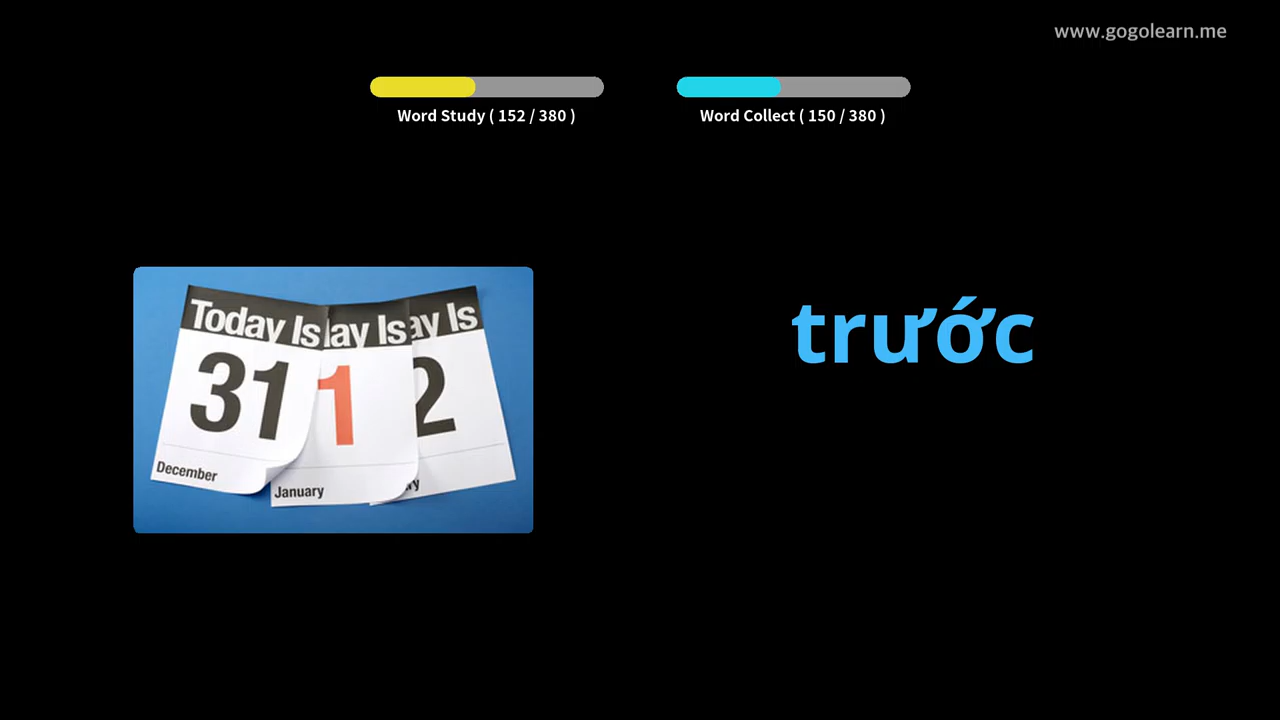 www.gogolearn.me
Word Study ( 152 / 380 )
Word Collect ( 150 / 380 )
Today Is
31
December
day Is
1
January
ay Is
2
ry
trước